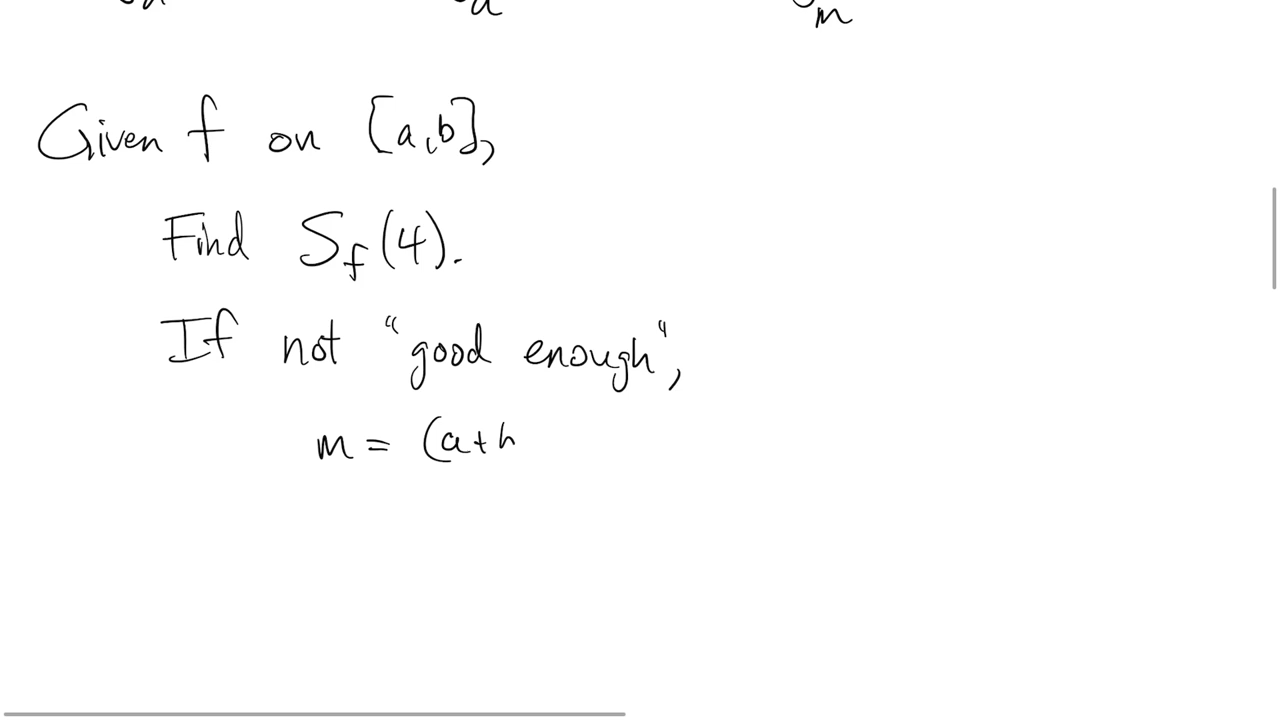 Given f on [a,b],
Find S_f(4).
If not "good enough",
m = (a+h